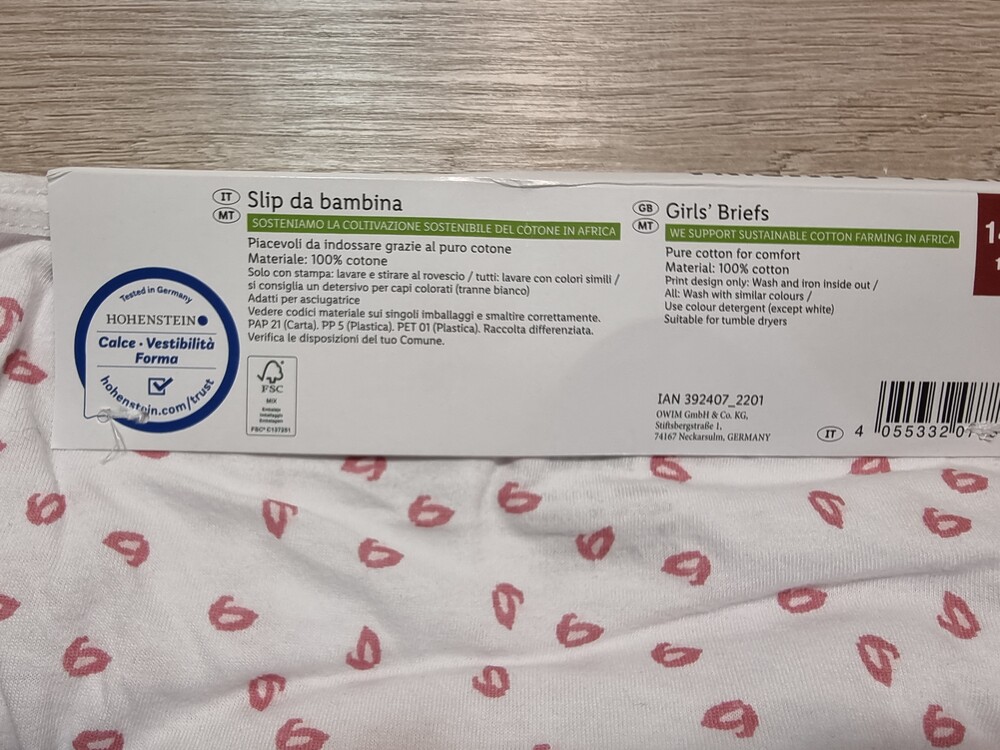 IT
MT
Slip da bambina
SOSTENIAMO LA COLTIVAZIONE SOSTENIBILE DEL COTONE IN AFRICA
Piacevoli da indossare grazie al puro cotone
Materiale: 100% cotone
Solo con stampa: lavare e stirare al rovescio / tutti: lavare con colori simili /
si consiglia un detersivo per capi colorati (tranne bianco)
Adatti per asciugatrice
Vedere codici materiale sui singoli imballaggi e smaltire correttamente.
PAP 21 (Carta). PP 5 (Plastica). PET 01 (Plastica). Raccolta differenziata.
Verifica le disposizioni del tuo Comune.
Tested in Germany
HOHENSTEIN
Calce · Vestibilità
Forma
hohenstein.com/trust
FSC
MIX
FSC® C137251
GB
MT
Girls' Briefs
WE SUPPORT SUSTAINABLE COTTON FARMING IN AFRICA
Pure cotton for comfort
Material: 100% cotton
Print design only: Wash and iron inside out /
All: Wash with similar colours /
Use colour detergent (except white)
Suitable for tumble dryers
IAN 392407_2201
OWIM GmbH & Co. KG,
Stiftsbergstraße 1,
74167 Neckarsulm, GERMANY
IT
4 055332